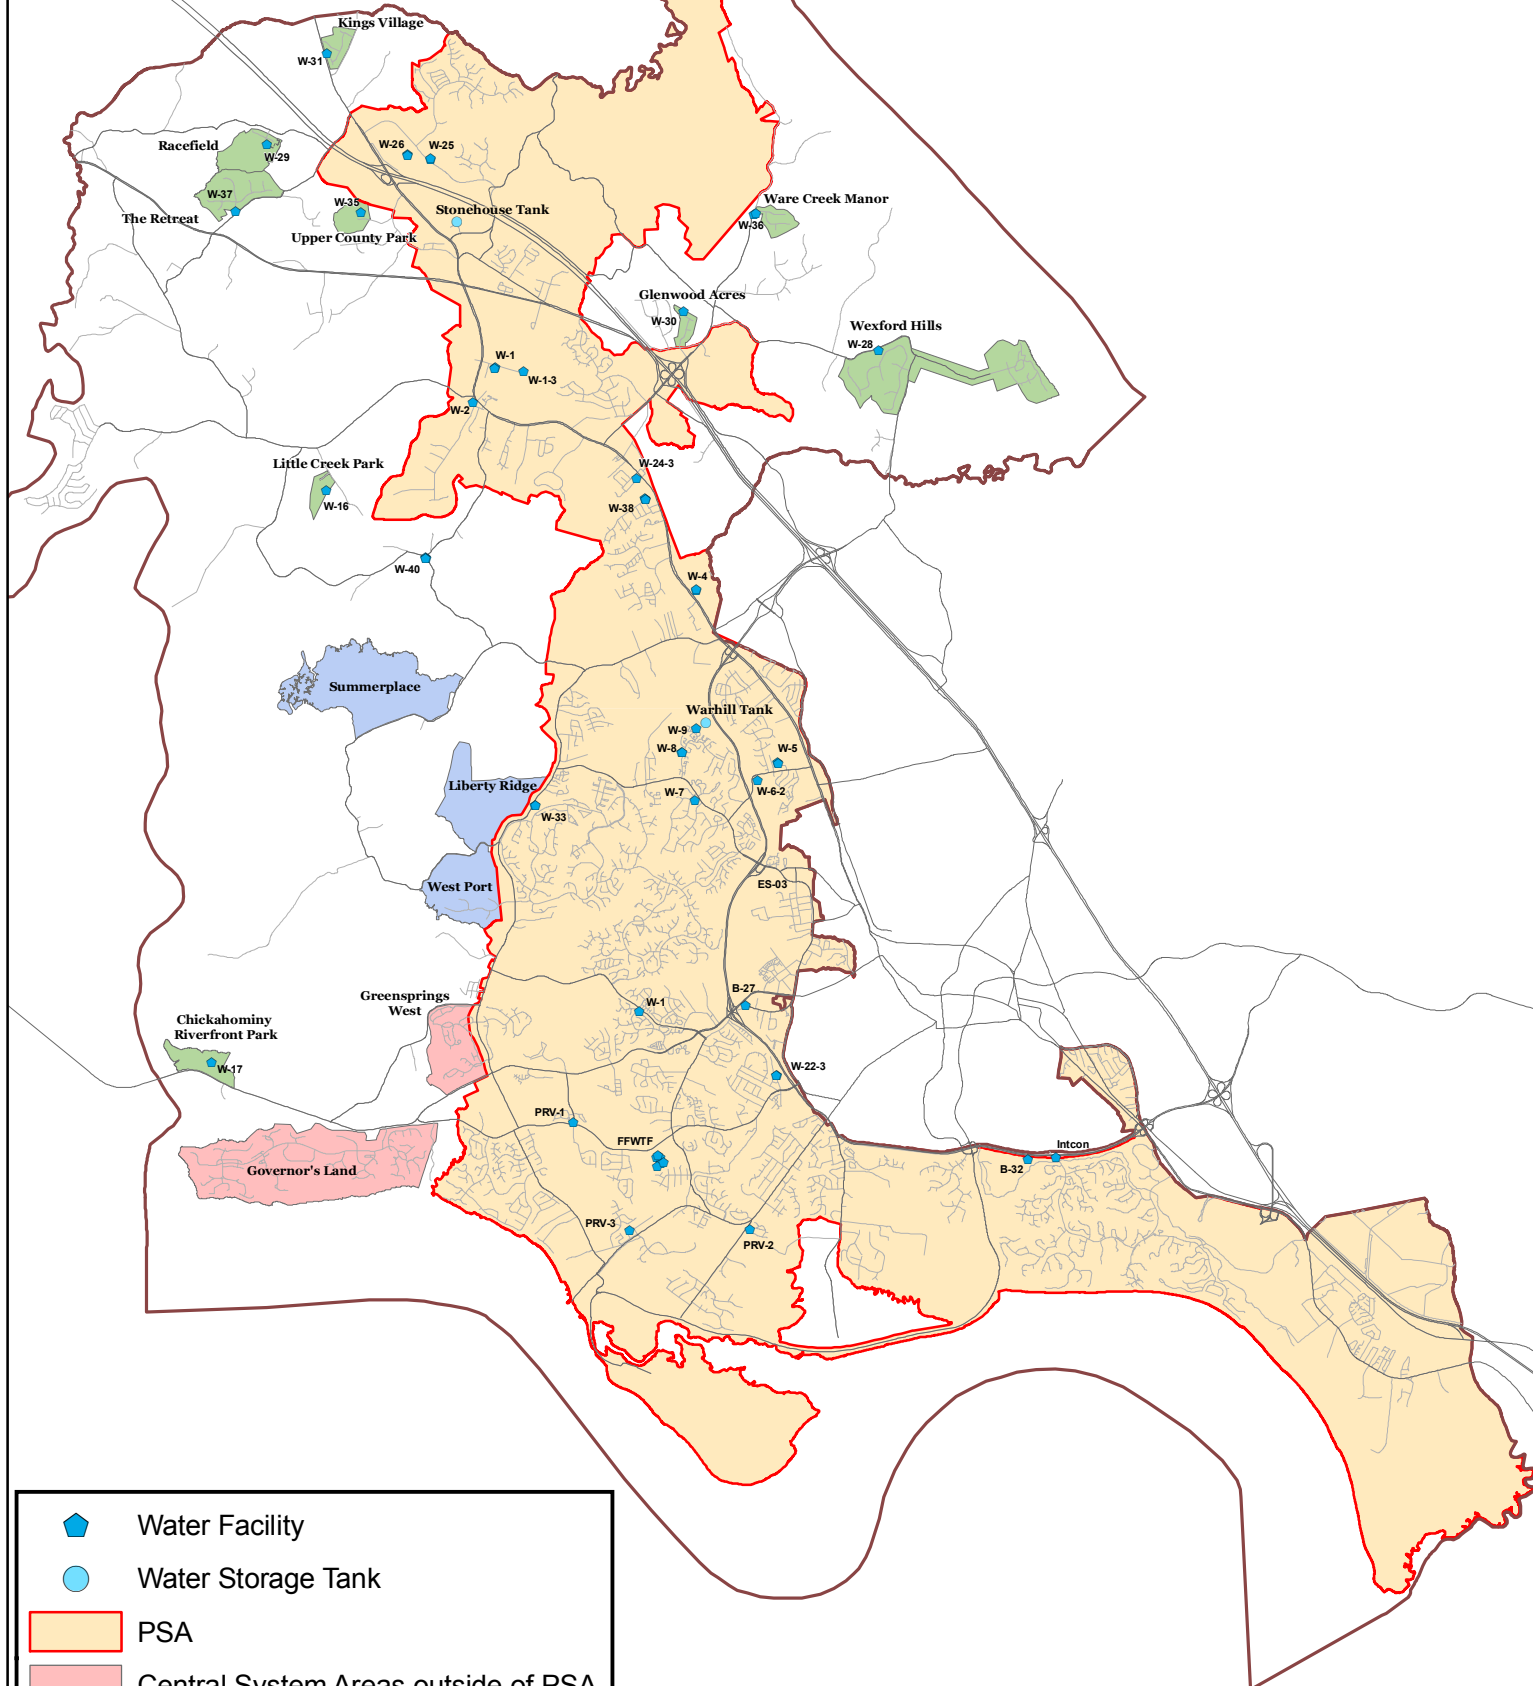 Kings Village
W-31
Racefield
W-29
W-26
W-25
W-37
The Retreat
W-35
Upper County Park
Stonehouse Tank
Ware Creek Manor
W-36
Glenwood Acres
W-30
Wexford Hills
W-28
W-1
W-1-3
W-2
Little Creek Park
W-16
W-24-3
W-38
W-40
W-4
Summerplace
Warhill Tank
W-9
W-8
W-5
W-6-2
W-7
Liberty Ridge
W-33
West Port
ES-03
Greensprings
West
B-27
W-1
Chickahominy
Riverfront Park
W-17
W-22-3
PRV-1
FFWTF
Intcon
B-32
Governor's Land
PRV-3
PRV-2
Water Facility
Water Storage Tank
PSA
Central System Areas outside of PSA